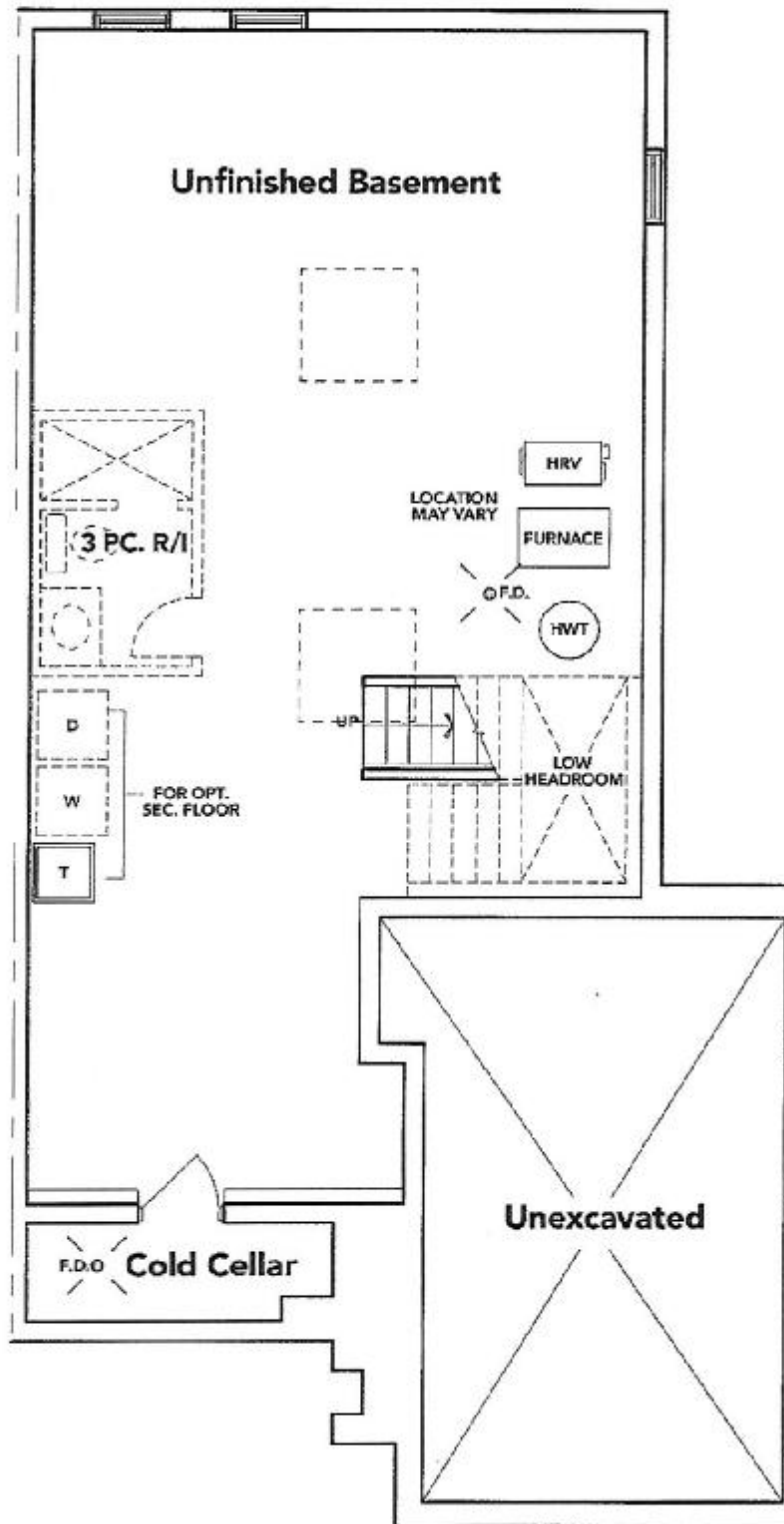 Unfinished Basement
HRV
LOCATION
MAY VARY
FURNACE
3 PC. R/I
F.D.
HWT
D
UP
LOW
HEADROOM
W
FOR OPT.
SEC. FLOOR
T
Unexcavated
F.D.O
Cold Cellar